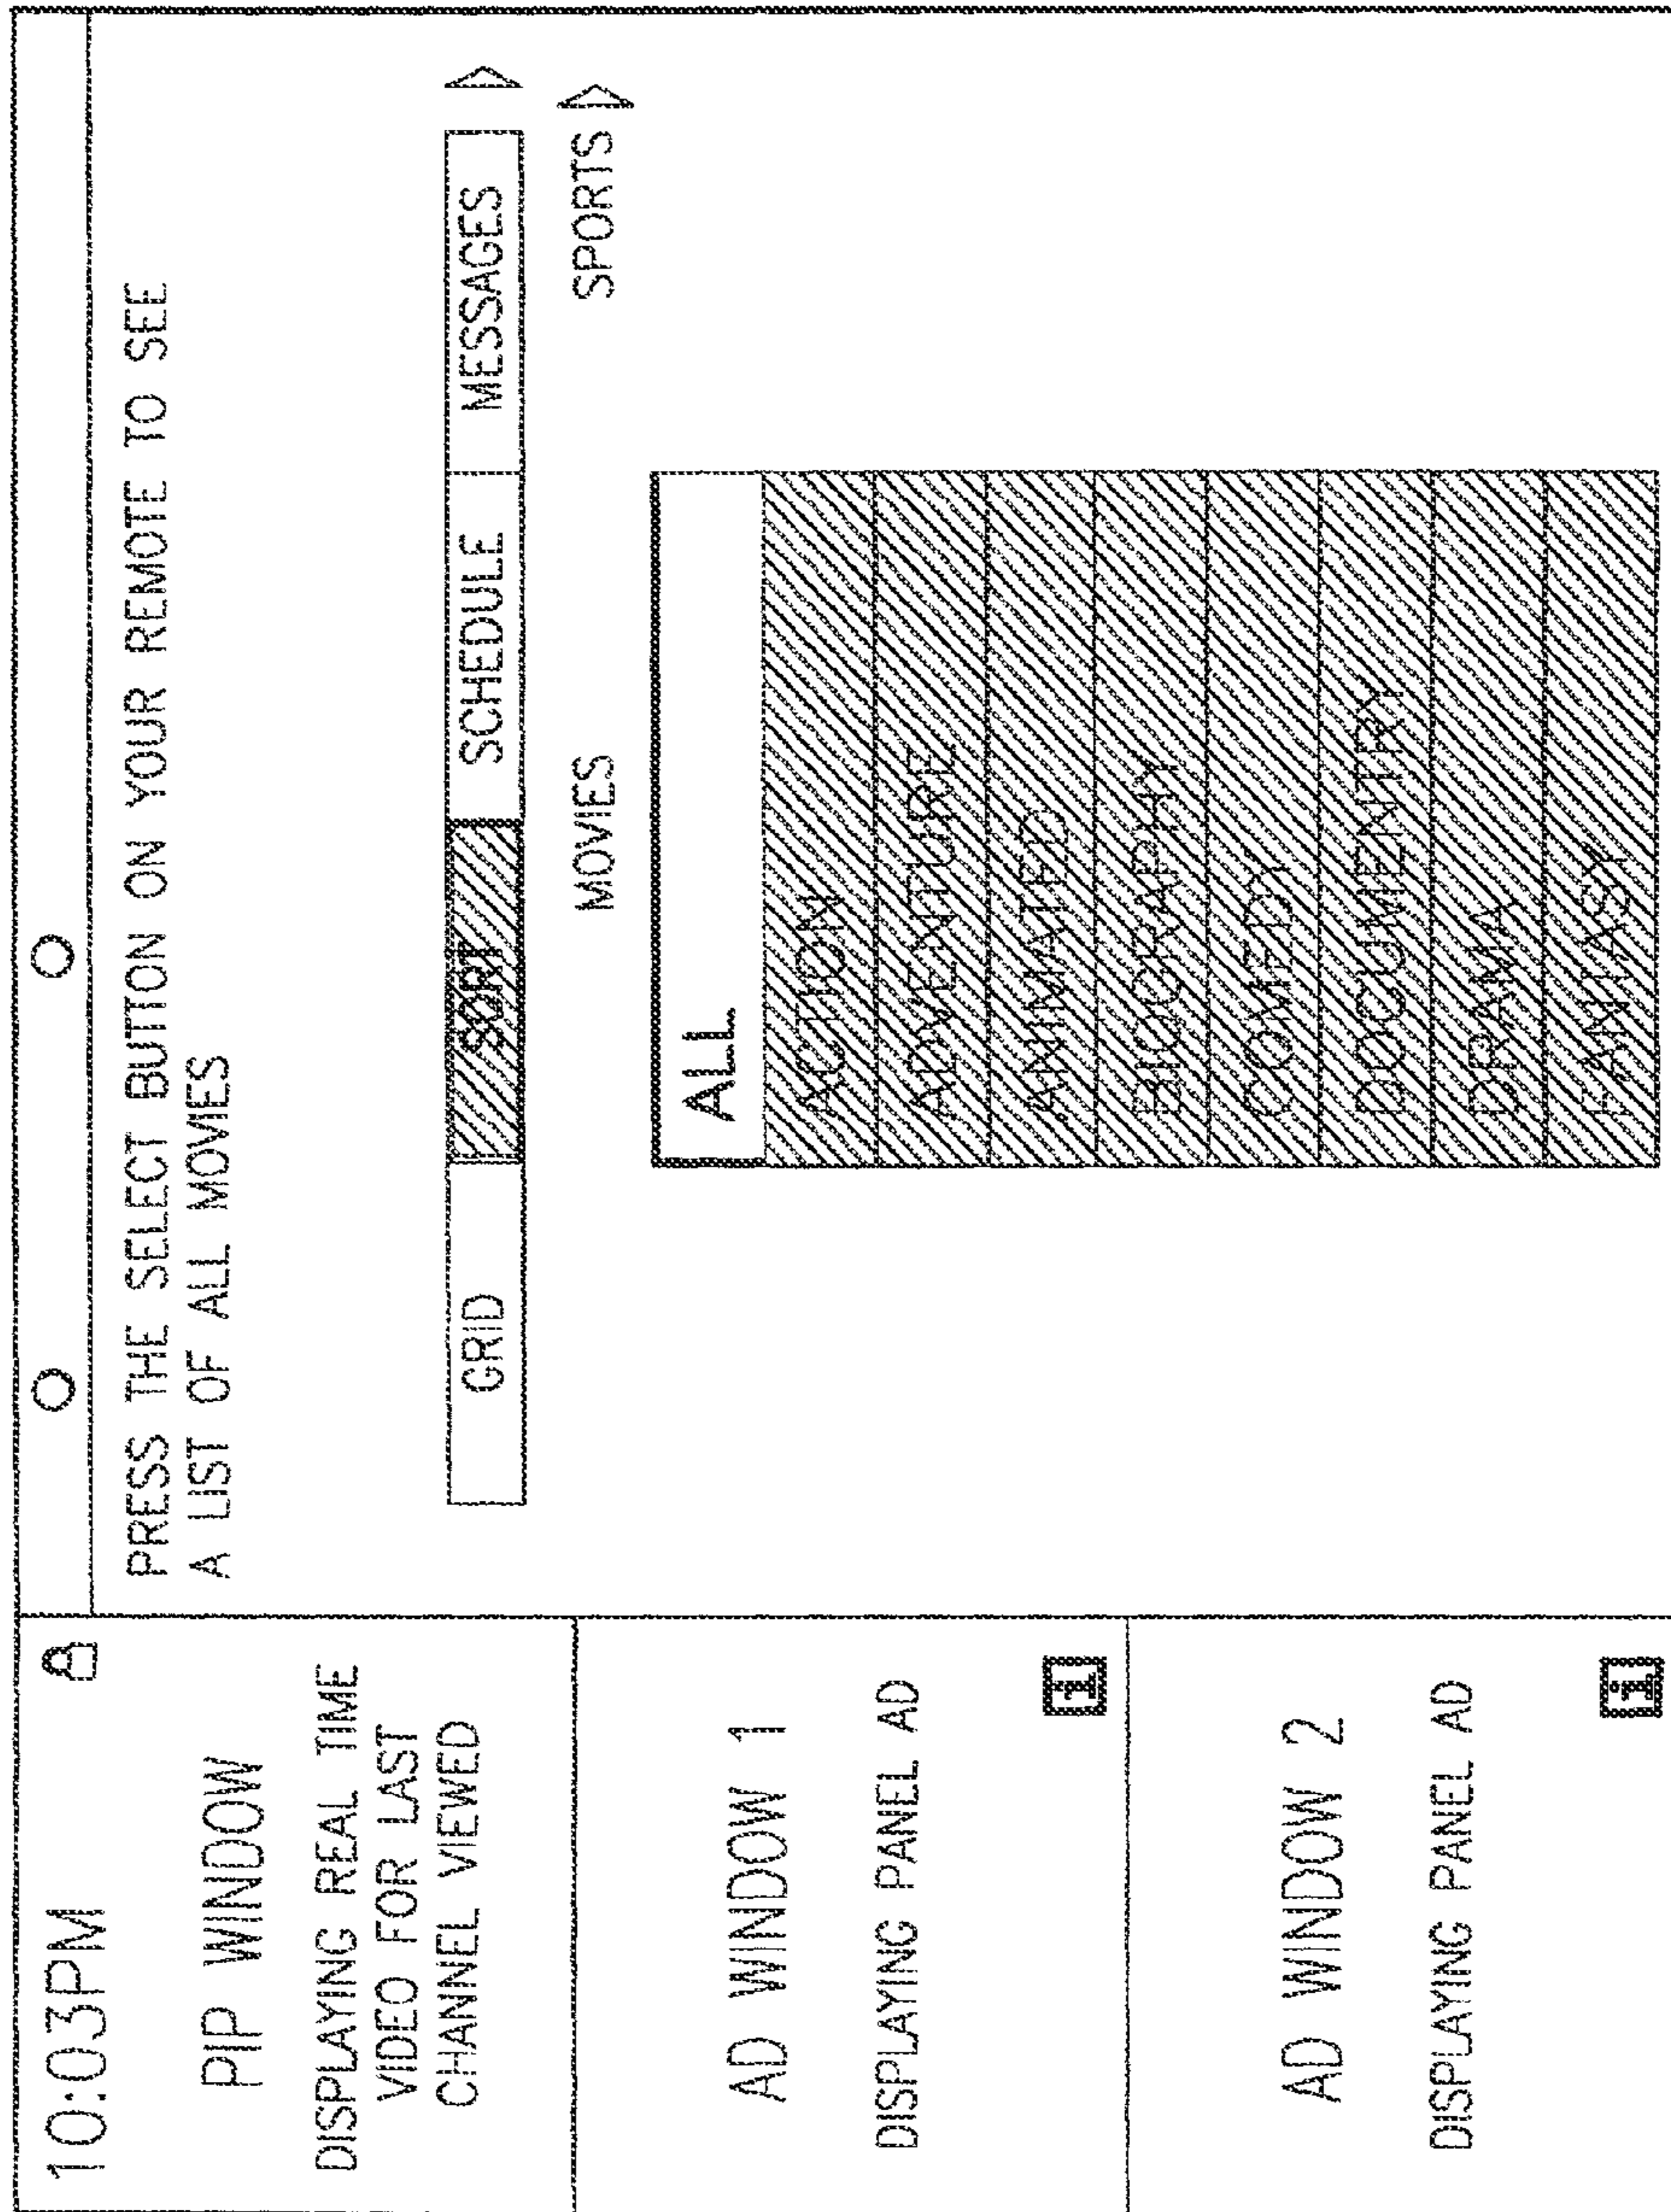 10:03PM
PIP WINDOW
DISPLAYING REAL TIME
VIDEO FOR LAST
CHANNEL VIEWED
AD WINDOW 1
DISPLAYING PANEL AD
i
AD WINDOW 2
DISPLAYING PANEL AD
i
PRESS THE SELECT BUTTON ON YOUR REMOTE TO SEE
A LIST OF ALL MOVIES
GRID SORT SCHEDULE MESSAGES
MOVIES SPORTS
ALL
ACTION
ADVENTURE
ANIMATED
BIOGRAPHY
COMEDY
DOCUMENTRY
DRAMA
FANTASY